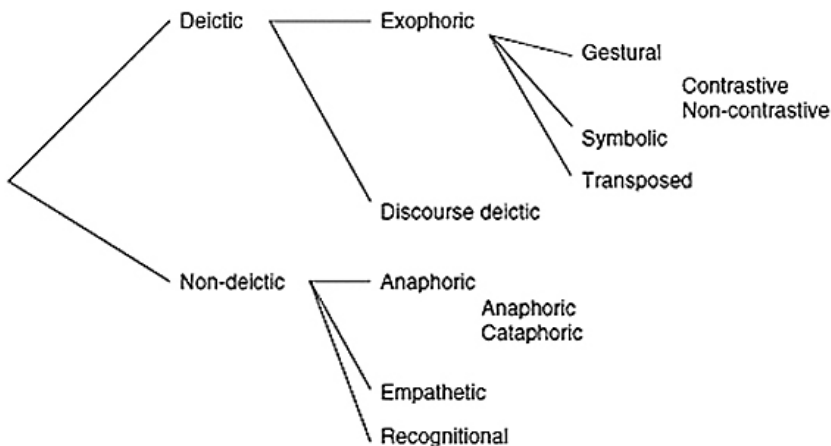 Deictic
Exophoric
Gestural
Contrastive
Non-contrastive
Symbolic
Transposed
Discourse deictic
Non-deictic
Anaphoric
Anaphoric
Cataphoric
Empathetic
Recognitional